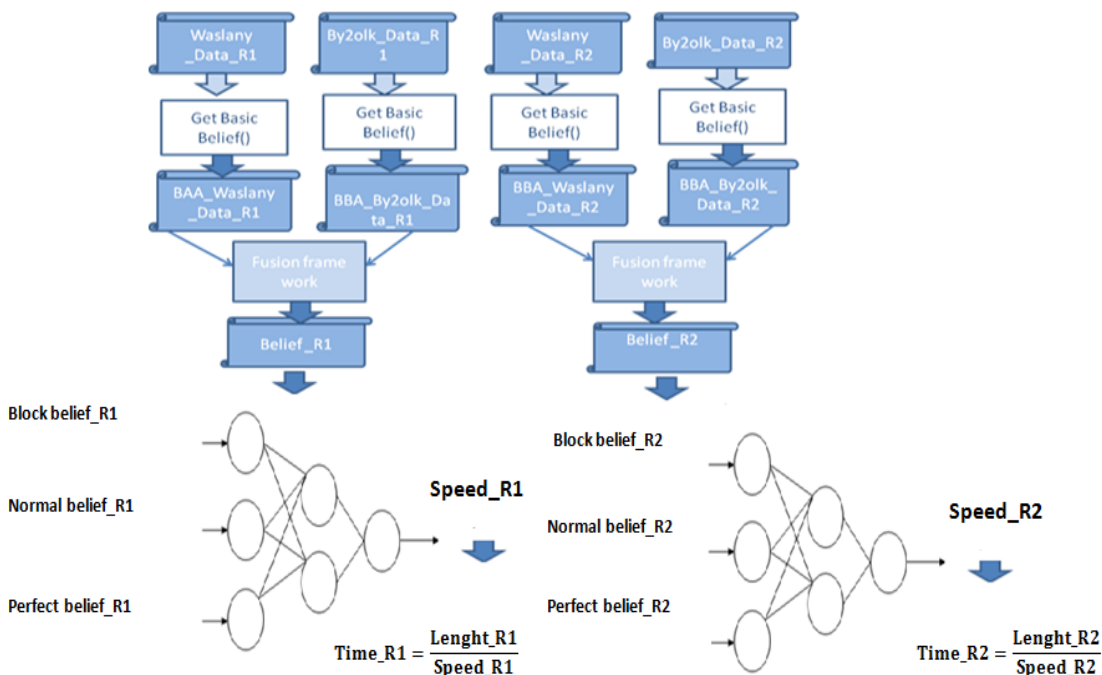 Waslany
_Data_R1
By2olk_Data_R
1
Waslany
_Data_R2
By2olk_Data_R2
Get Basic
Belief()
Get Basic
Belief()
Get Basic
Belief()
Get Basic
Belief()
BAA_Waslany
_Data_R1
BBA_By2olk_Da
ta_R1
BBA_Waslany
_Data_R2
BBA_By2olk_
Data_R2
Fusion frame
work
Fusion frame
work
Belief_R1
Belief_R2
Block belief_R1
Normal belief_R1
Perfect belief_R1
Speed_R1
Time_R1 = Lenght_R1
Speed_R1
Block belief_R2
Normal belief_R2
Perfect belief_R2
Speed_R2
Time_R2 = Lenght_R2
Speed_R2